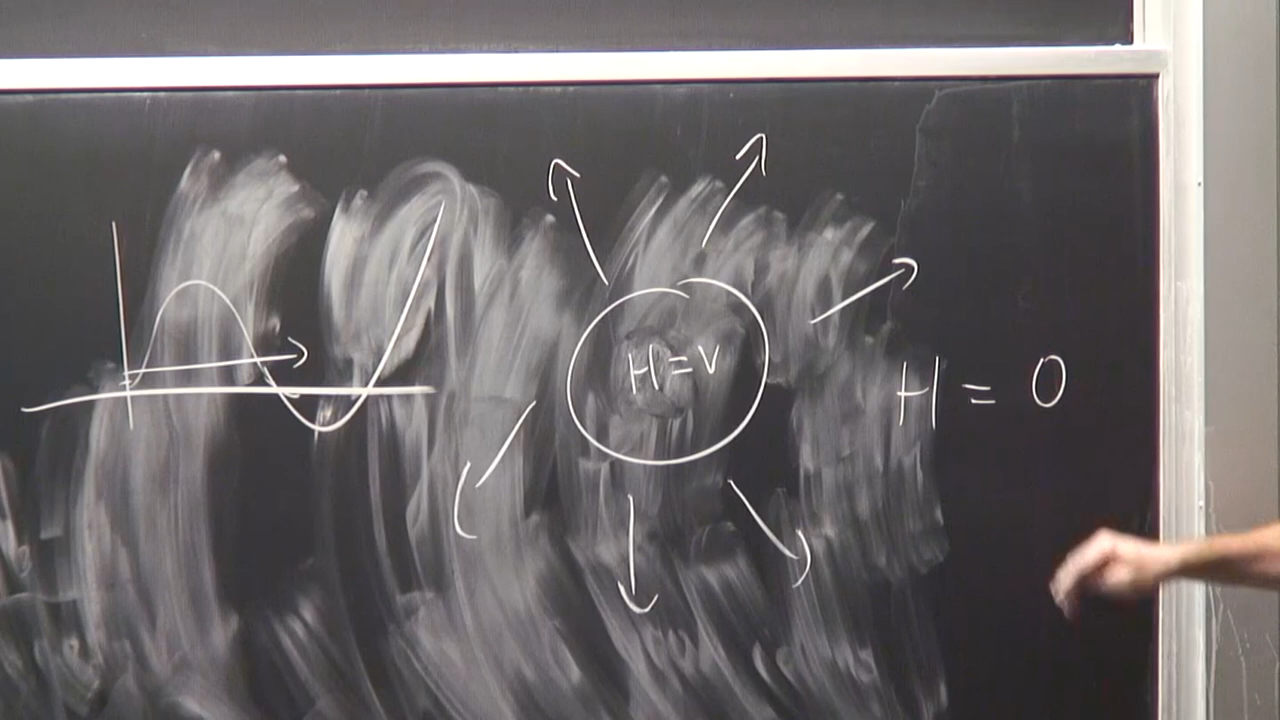 H = v
H = 0